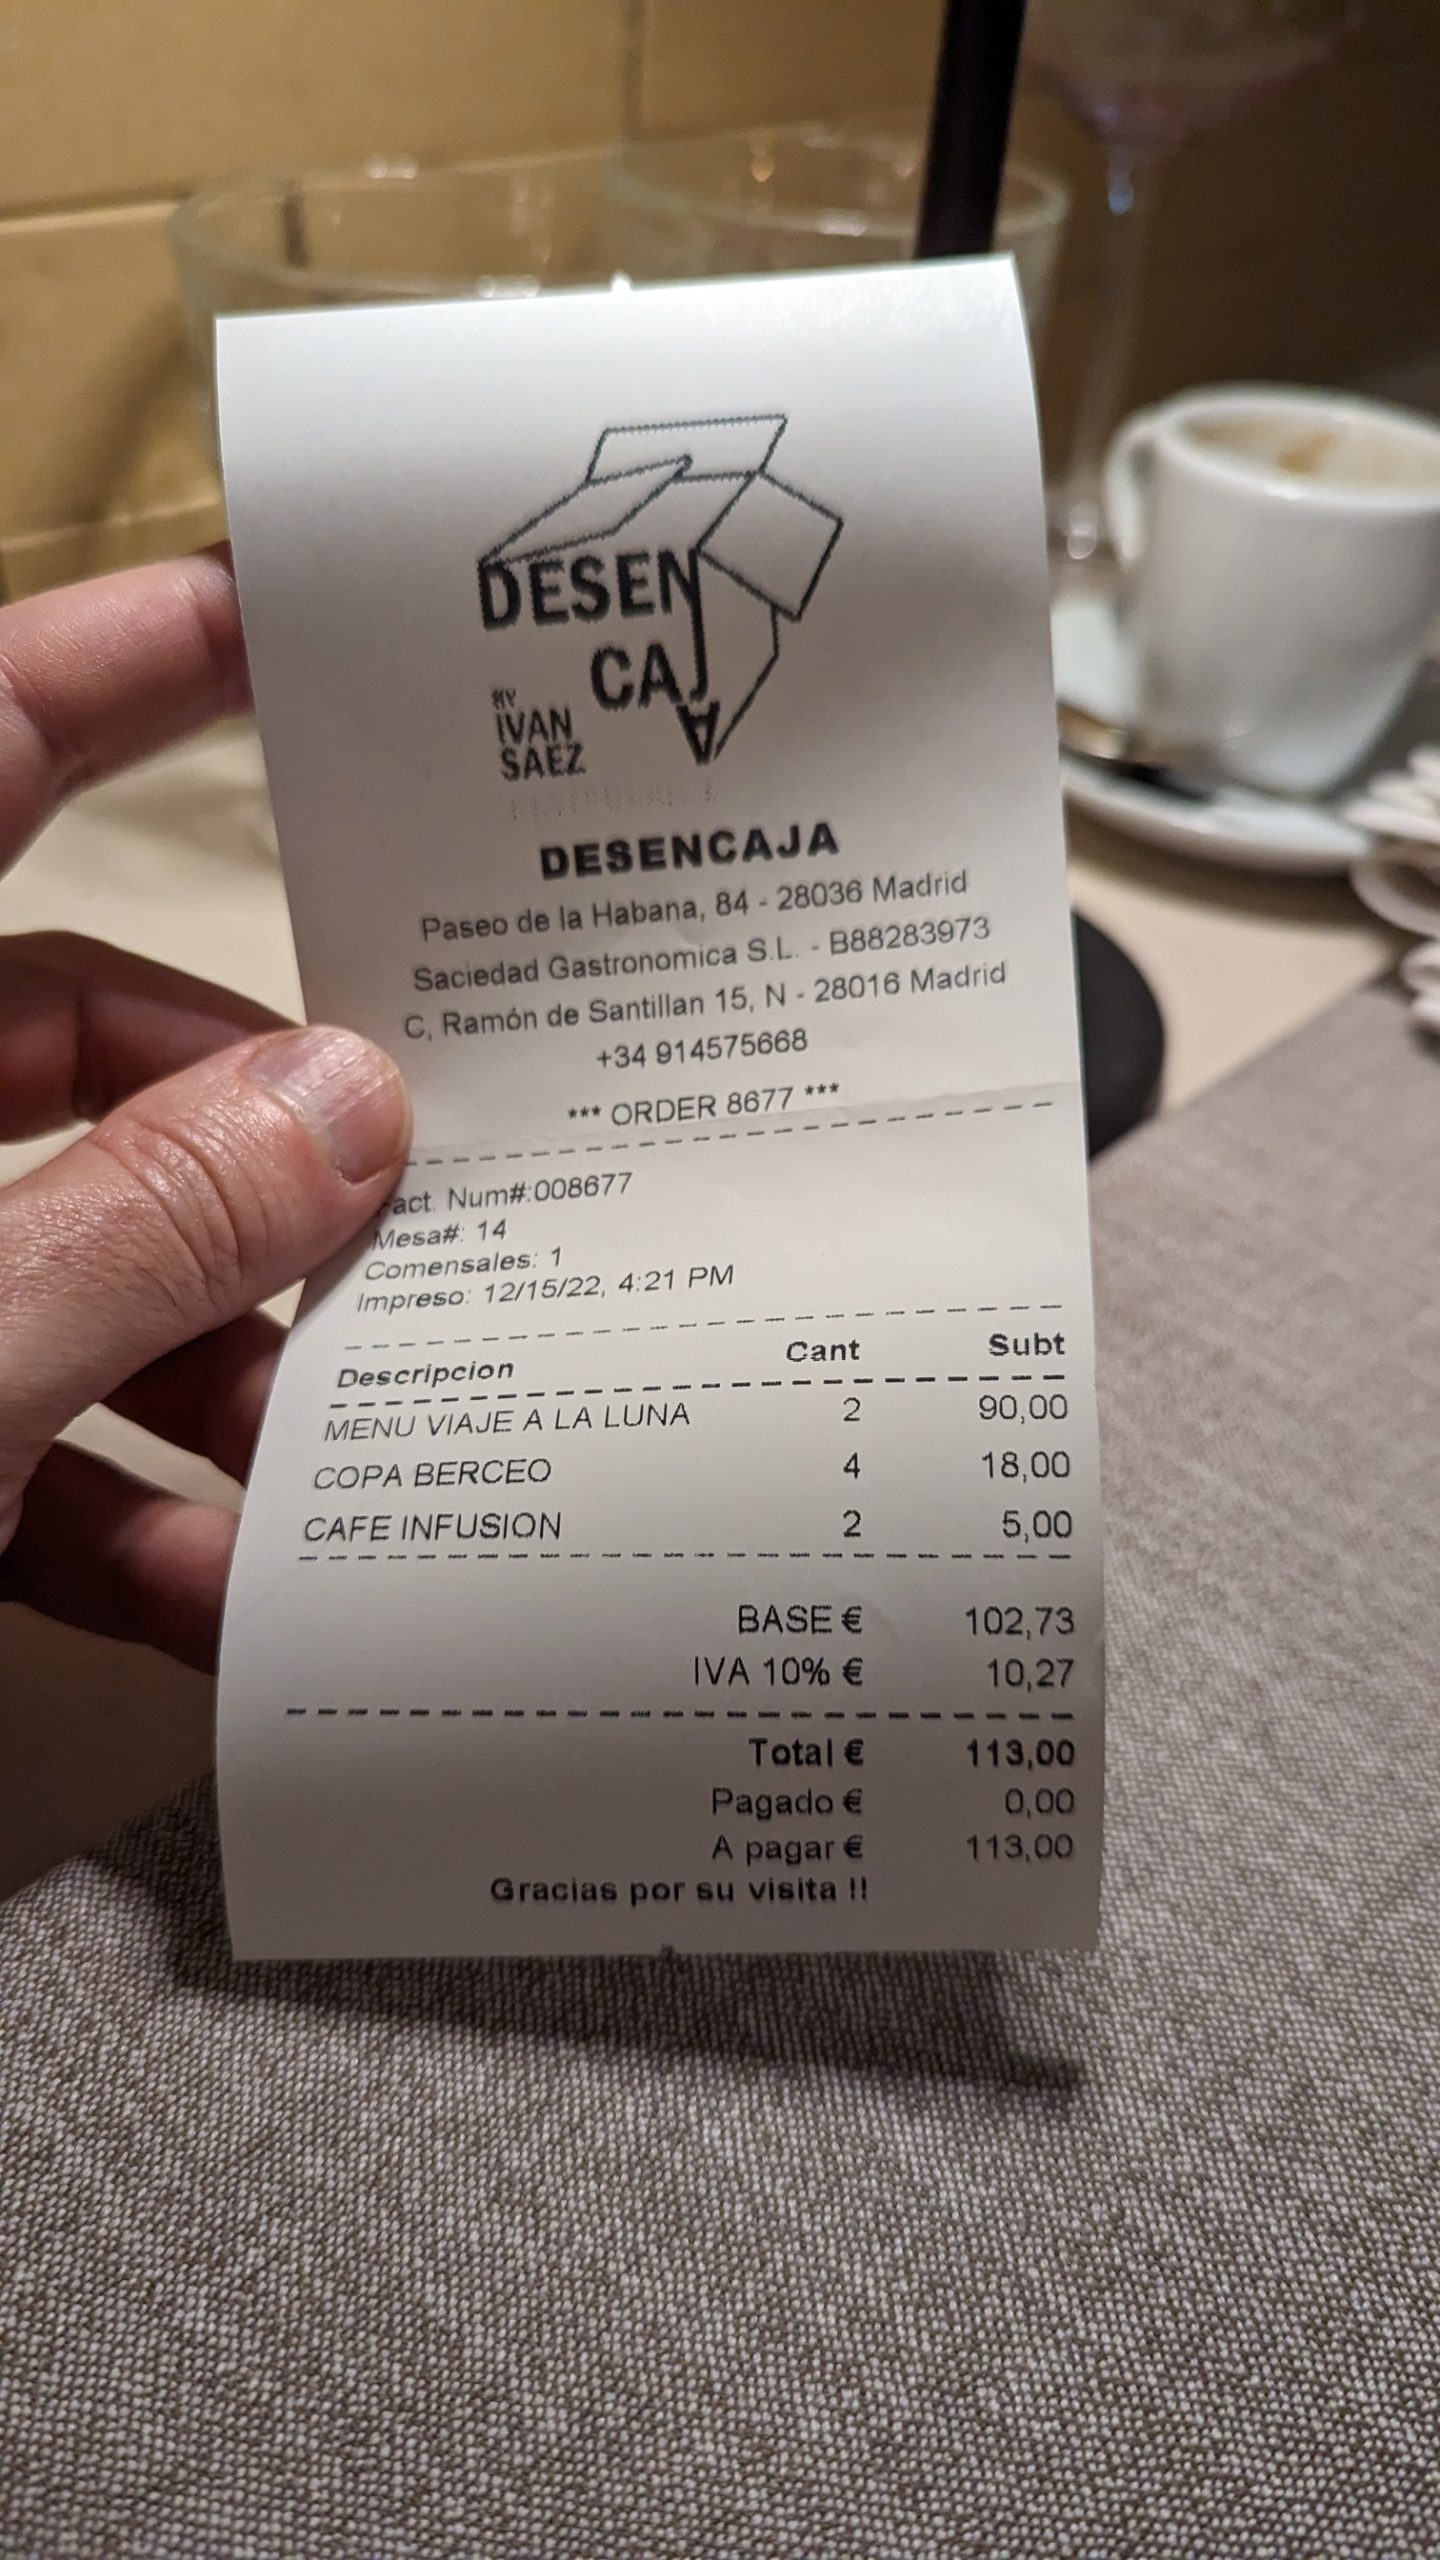 DESEN
CAJA
BY
IVAN
SAEZ
DESENCAJA
Paseo de la Habana, 84 - 28036 Madrid
Saciedad Gastronomica S.L. - B88283973
C, Ramón de Santillan 15, N - 28016 Madrid
+34 914575668
*** ORDER 8677 ***
act. Num#:008677
Mesa#: 14
Comensales: 1
Impreso: 12/15/22, 4:21 PM
Descripcion Cant Subt
MENU VIAJE A LA LUNA 2 90,00
COPA BERCEO 4 18,00
CAFE INFUSION 2 5,00
BASE € 102,73
IVA 10% € 10,27
Total € 113,00
Pagado € 0,00
A pagar € 113,00
Gracias por su visita !!